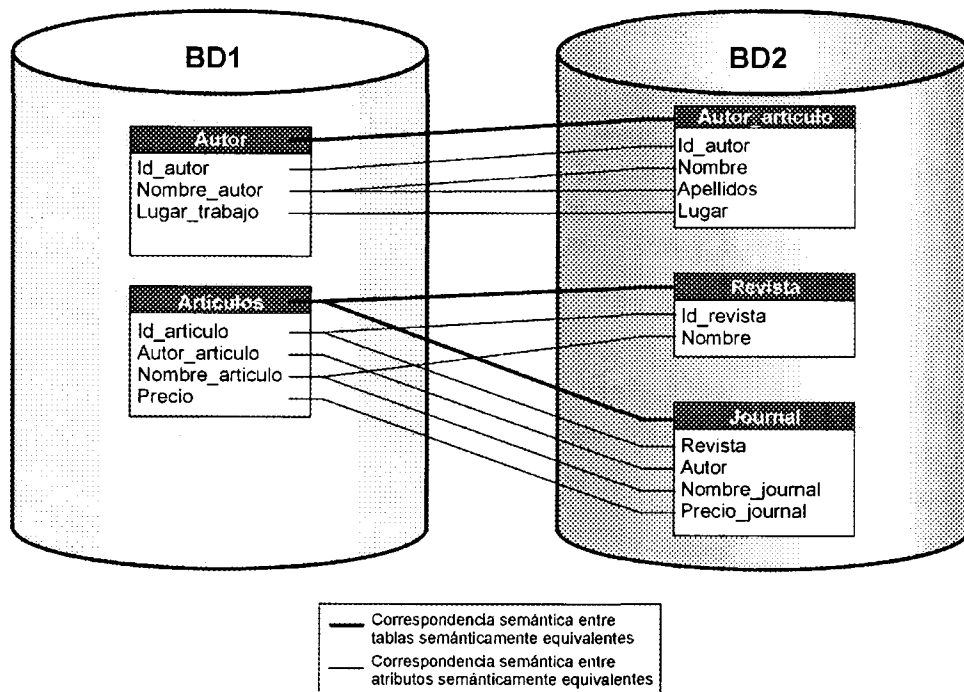 BD1
Autor
Id_autor
Nombre_autor
Lugar_trabajo
Articulos
Id_articulo
Autor_articulo
Nombre_articulo
Precio
BD2
Autor_articulo
Id_autor
Nombre
Apellidos
Lugar
Revista
Id_revista
Nombre
Journal
Revista
Autor
Nombre_journal
Precio_journal
Correspondencia semántica entre
tablas semánticamente equivalentes
Correspondencia semántica entre
atributos semánticamente equivalentes